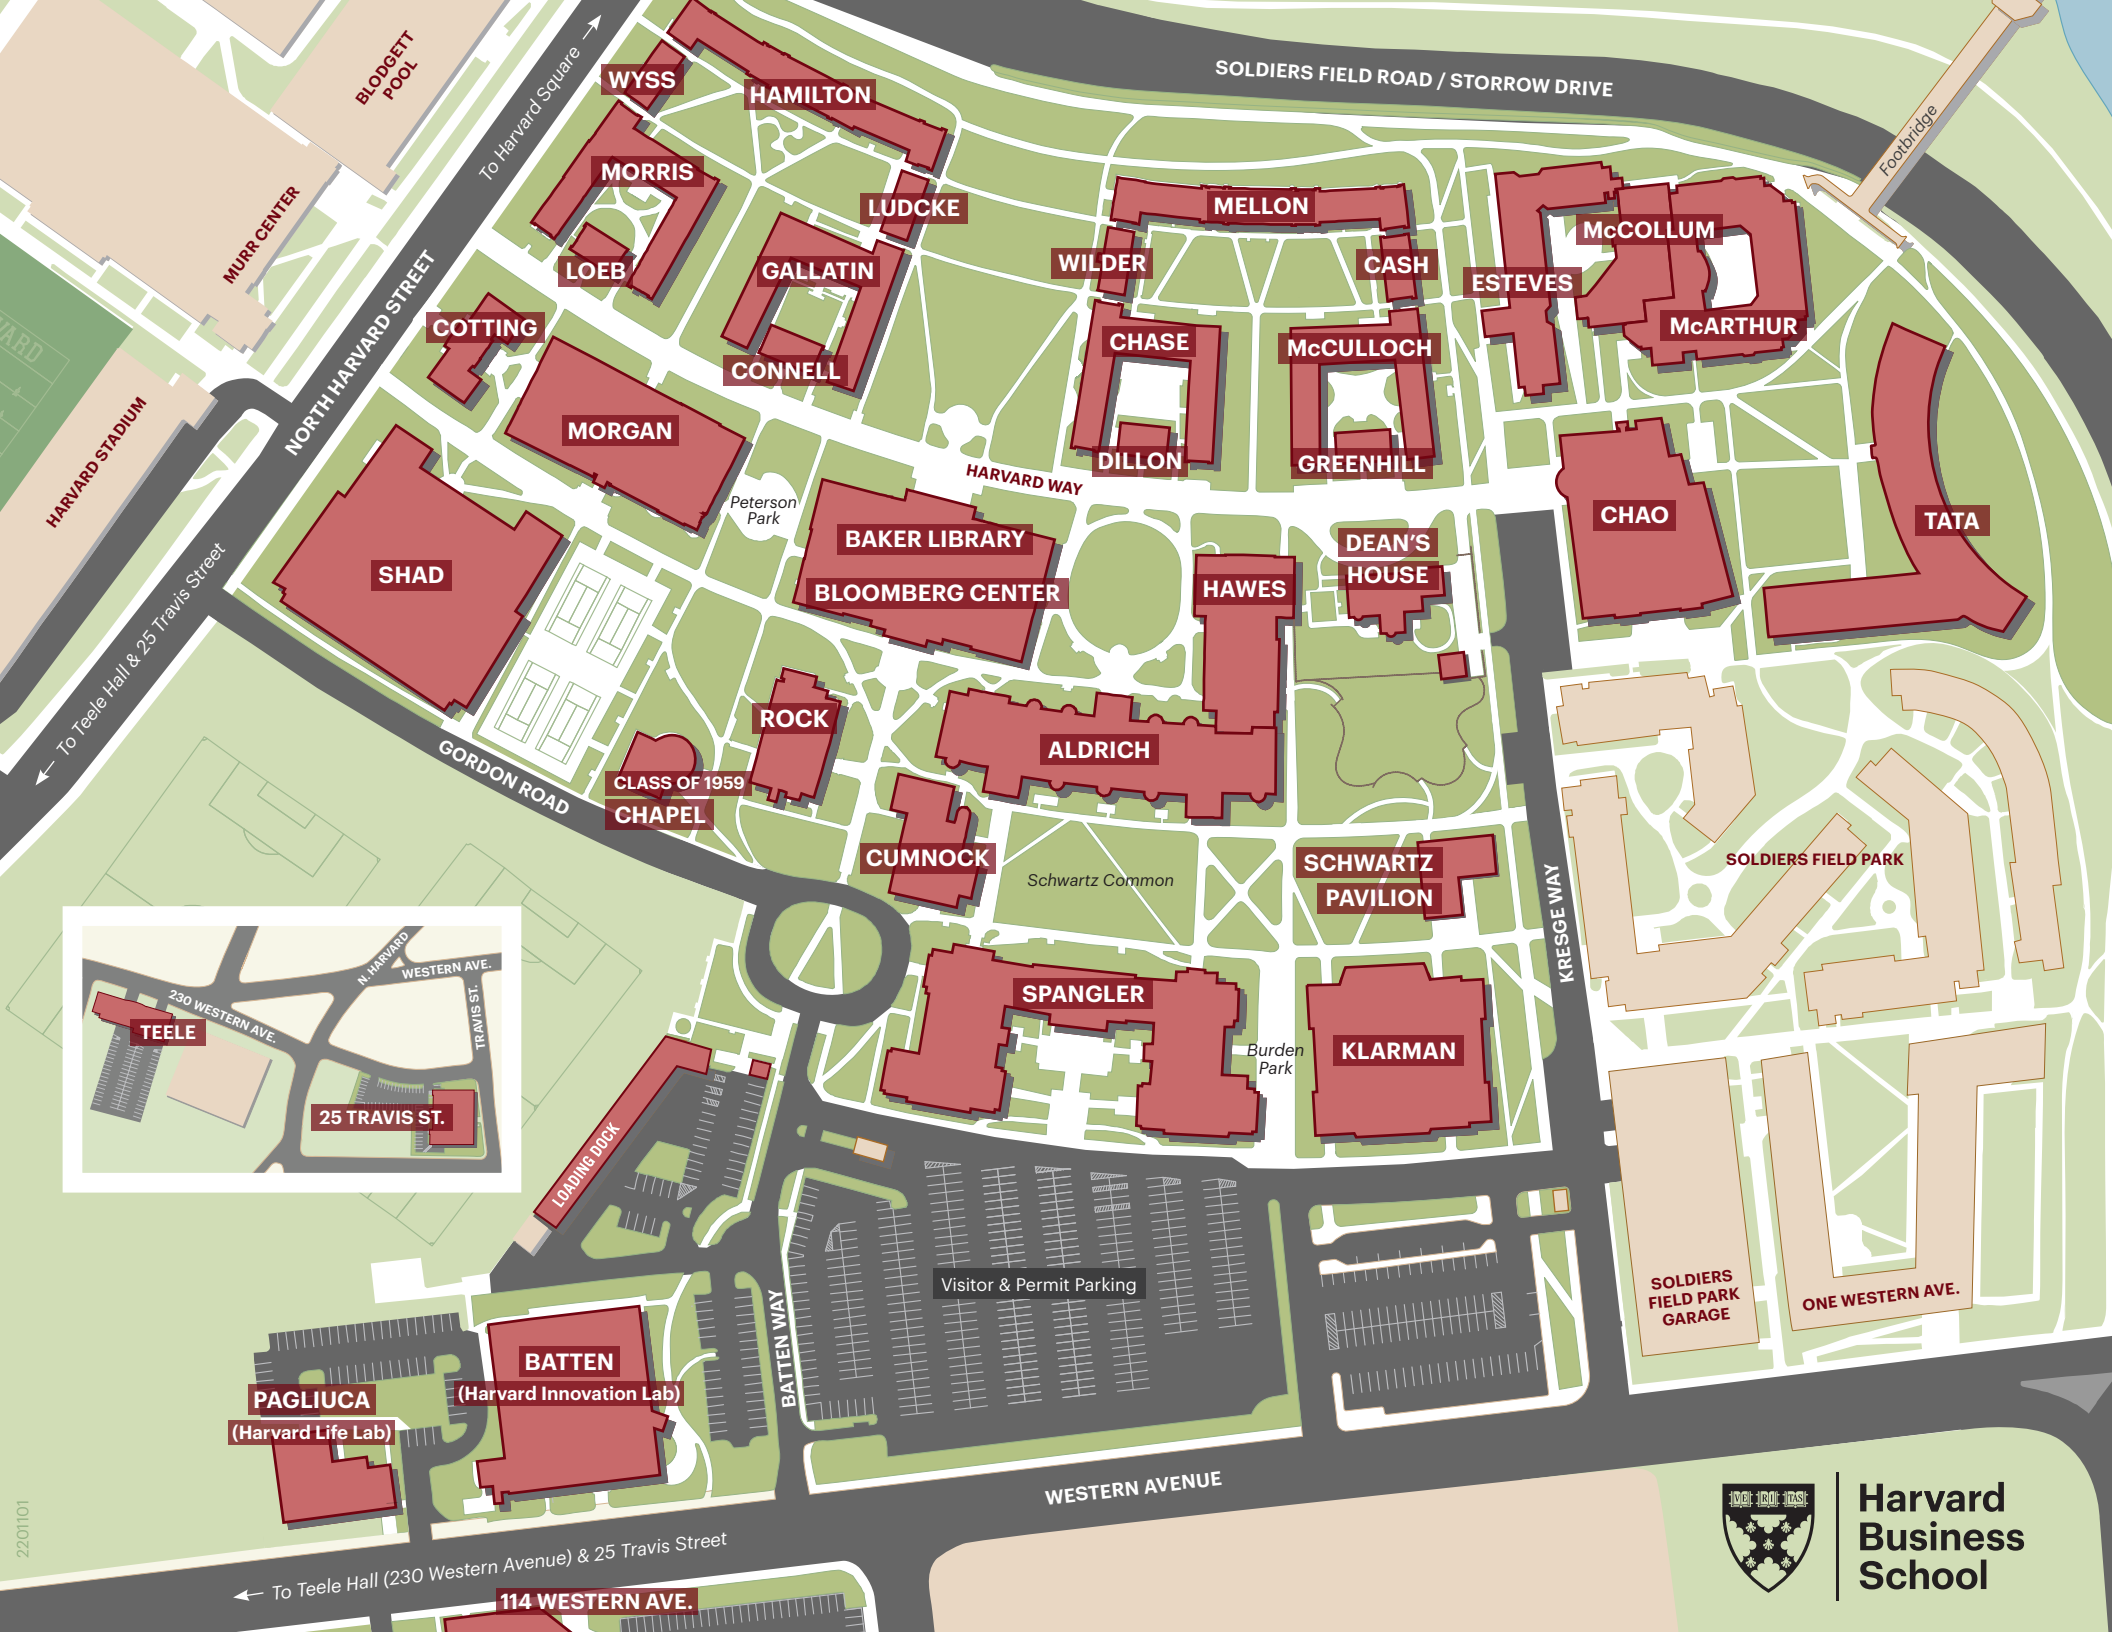 BLODGETT
POOL
To Harvard Square
SOLDIERS FIELD ROAD / STORROW DRIVE
Footbridge
WYSS
HAMILTON
MORRIS
LUDCKE
MURR CENTER
LOEB
GALLATIN
MELLON
WILDER
CASH
McCOLLUM
ESTEVES
McARTHUR
COTTING
CONNELL
CHASE
McCULLOCH
NORTH HARVARD STREET
HARVARD STADIUM
MORGAN
DILLON
GREENHILL
HARVARD WAY
Peterson
Park
CHAO
TATA
SHAD
BAKER LIBRARY
BLOOMBERG CENTER
HAWES
DEAN'S
HOUSE
To Teele Hall & 25 Travis Street
ROCK
ALDRICH
GORDON ROAD
CLASS OF 1959
CHAPEL
CUMNOCK
Schwartz Common
SCHWARTZ
PAVILION
SOLDIERS FIELD PARK
KRESGE WAY
N. HARVARD
WESTERN AVE.
230 WESTERN AVE.
TRAVIS ST.
TEELE
25 TRAVIS ST.
SPANGLER
Burden
Park
KLARMAN
LOADING DOCK
Visitor & Permit Parking
SOLDIERS
FIELD PARK
GARAGE
ONE WESTERN AVE.
BATTEN WAY
BATTEN
(Harvard Innovation Lab)
PAGLIUCA
(Harvard Life Lab)
WESTERN AVENUE
To Teele Hall (230 Western Avenue) & 25 Travis Street
114 WESTERN AVE.
2201101
VE RI TAS
Harvard
Business
School